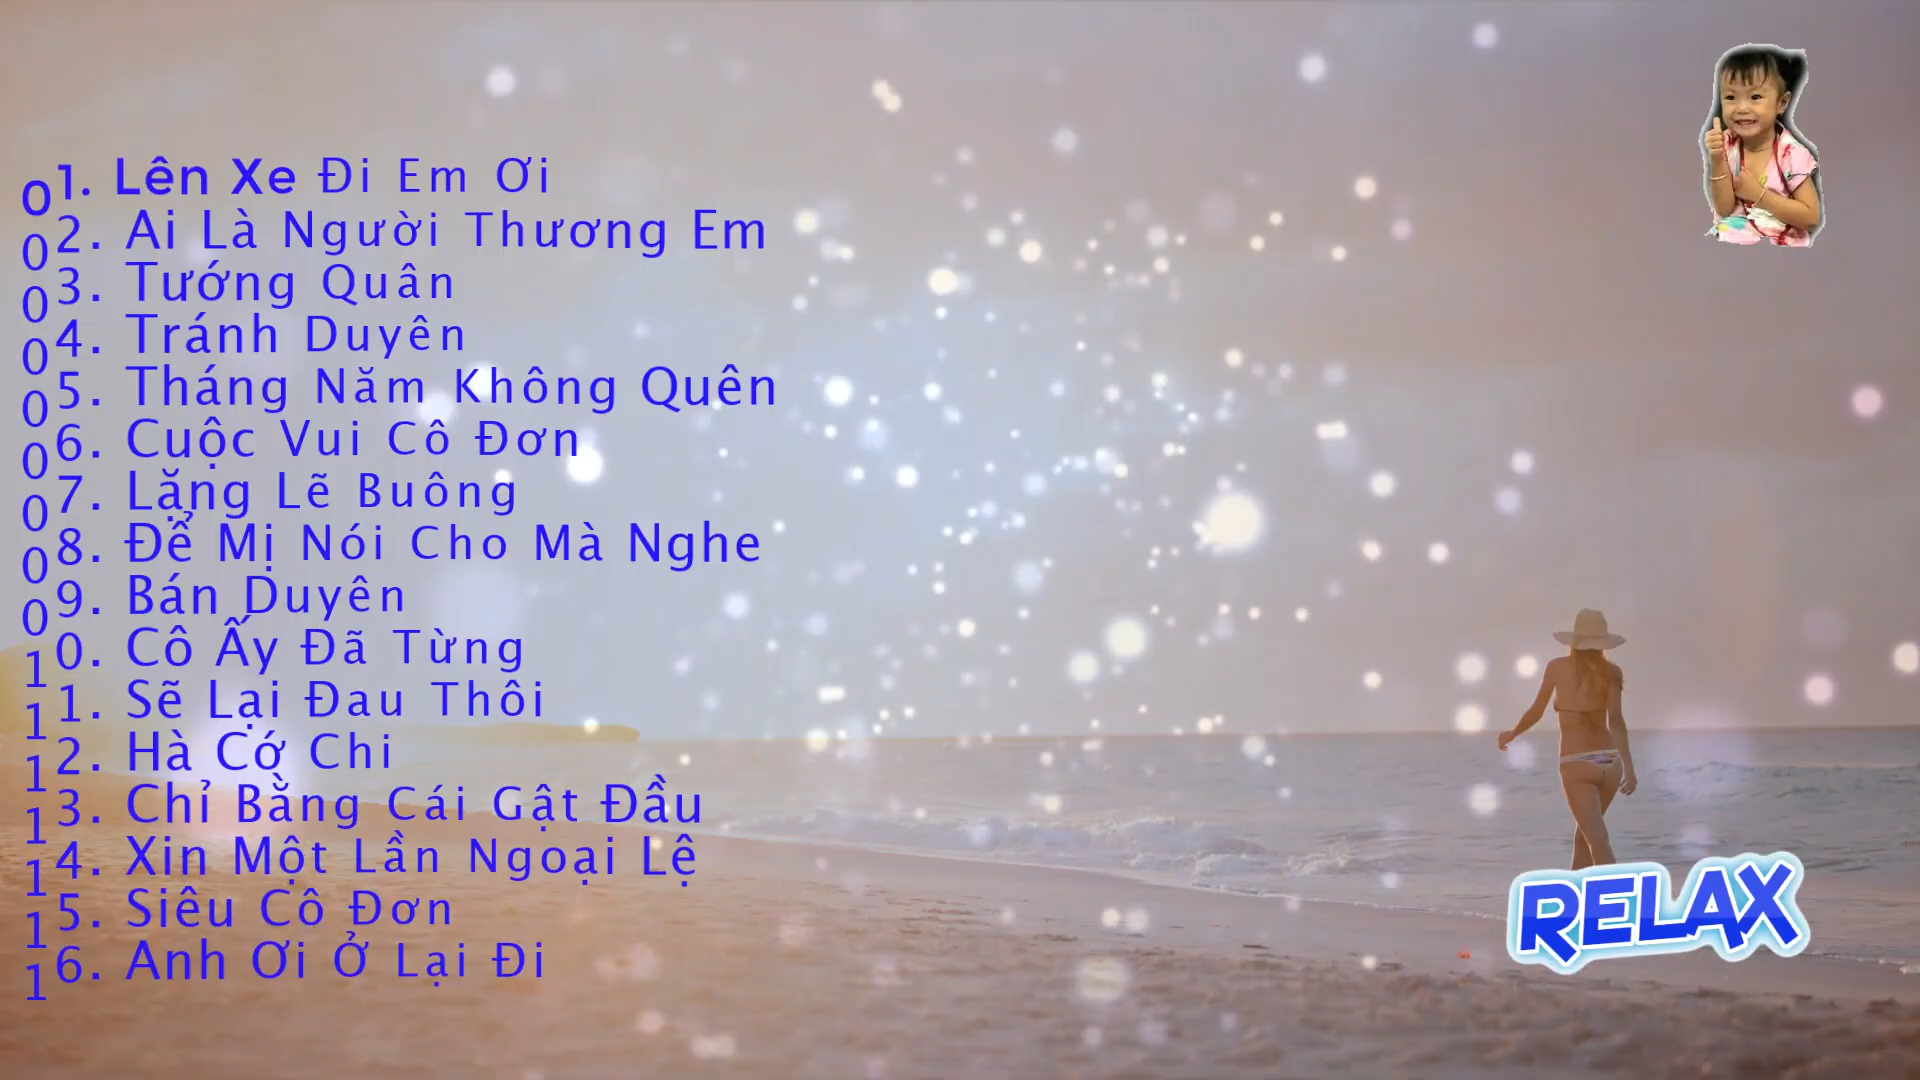 01. Lên Xe Đi Em Ơi
02. Ai Là Người Thương Em
03. Tướng Quân
04. Tránh Duyên
05. Tháng Năm Không Quên
06. Cuộc Vui Cô Đơn
07. Lặng Lẽ Buông
08. Để Mị Nói Cho Mà Nghe
09. Bán Duyên
10. Cô Ấy Đã Từng
11. Sẽ Lại Đau Thôi
12. Hà Cớ Chi
13. Chỉ Bằng Cái Gật Đầu
14. Xin Một Lần Ngoại Lệ
15. Siêu Cô Đơn
16. Anh Ơi Ở Lại Đi
RELAX